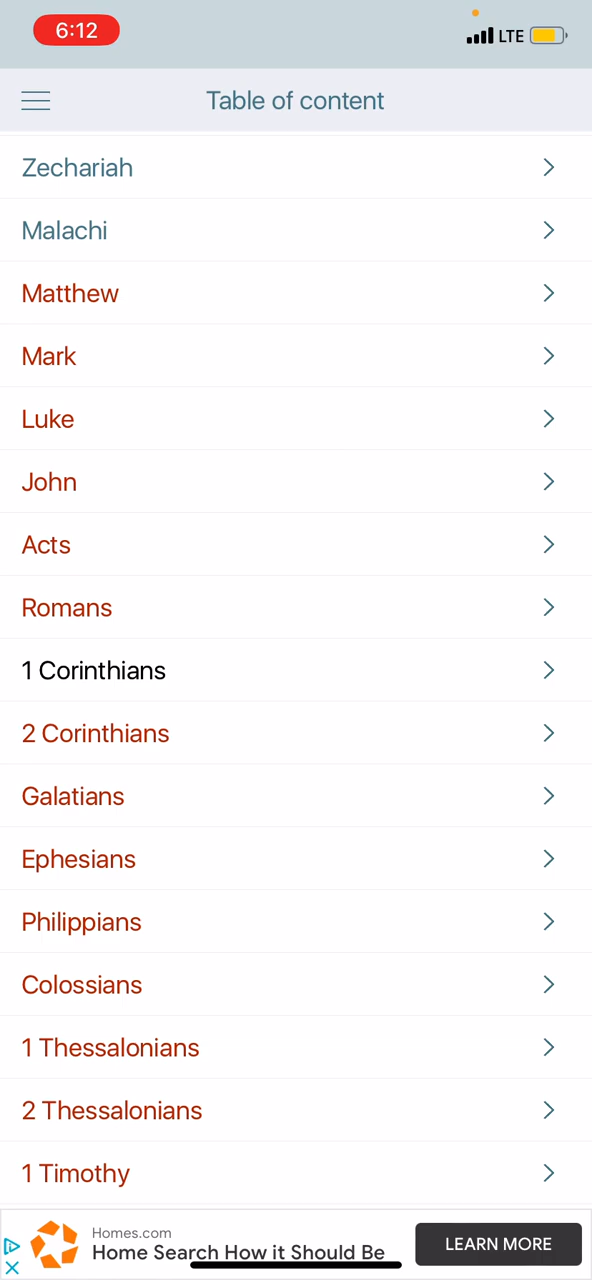 6:12
LTE
Table of content
Zechariah
Malachi
Matthew
Mark
Luke
John
Acts
Romans
1 Corinthians
2 Corinthians
Galatians
Ephesians
Philippians
Colossians
1 Thessalonians
2 Thessalonians
1 Timothy
Homes.com
Home Search How it Should Be
LEARN MORE